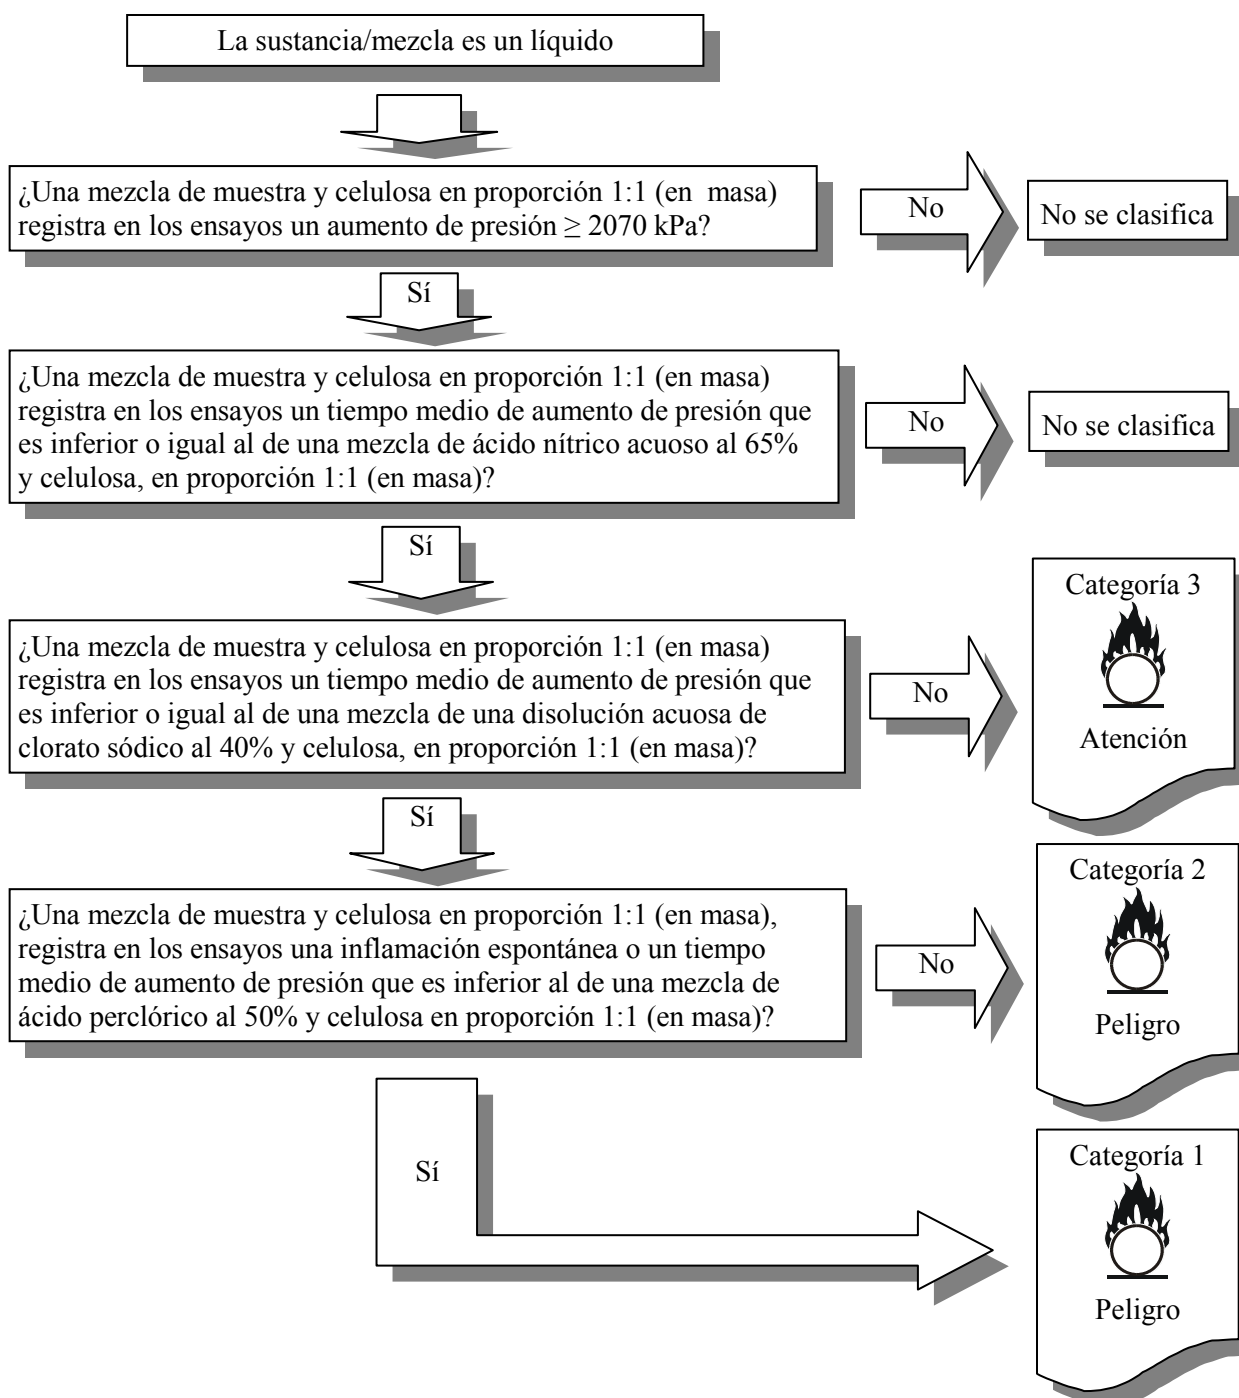 La sustancia/mezcla es un líquido
¿Una mezcla de muestra y celulosa en proporción 1:1 (en masa)
registra en los ensayos un aumento de presión ≥ 2070 kPa?
No
No se clasifica
Sí
¿Una mezcla de muestra y celulosa en proporción 1:1 (en masa)
registra en los ensayos un tiempo medio de aumento de presión que
es inferior o igual al de una mezcla de ácido nítrico acuoso al 65%
y celulosa, en proporción 1:1 (en masa)?
No
No se clasifica
Sí
¿Una mezcla de muestra y celulosa en proporción 1:1 (en masa)
registra en los ensayos un tiempo medio de aumento de presión que
es inferior o igual al de una mezcla de una disolución acuosa de
clorato sódico al 40% y celulosa, en proporción 1:1 (en masa)?
No
Categoría 3
Atención
Sí
¿Una mezcla de muestra y celulosa en proporción 1:1 (en masa),
registra en los ensayos una inflamación espontánea o un tiempo
medio de aumento de presión que es inferior al de una mezcla de
ácido perclórico al 50% y celulosa en proporción 1:1 (en masa)?
No
Categoría 2
Peligro
Sí
Categoría 1
Peligro